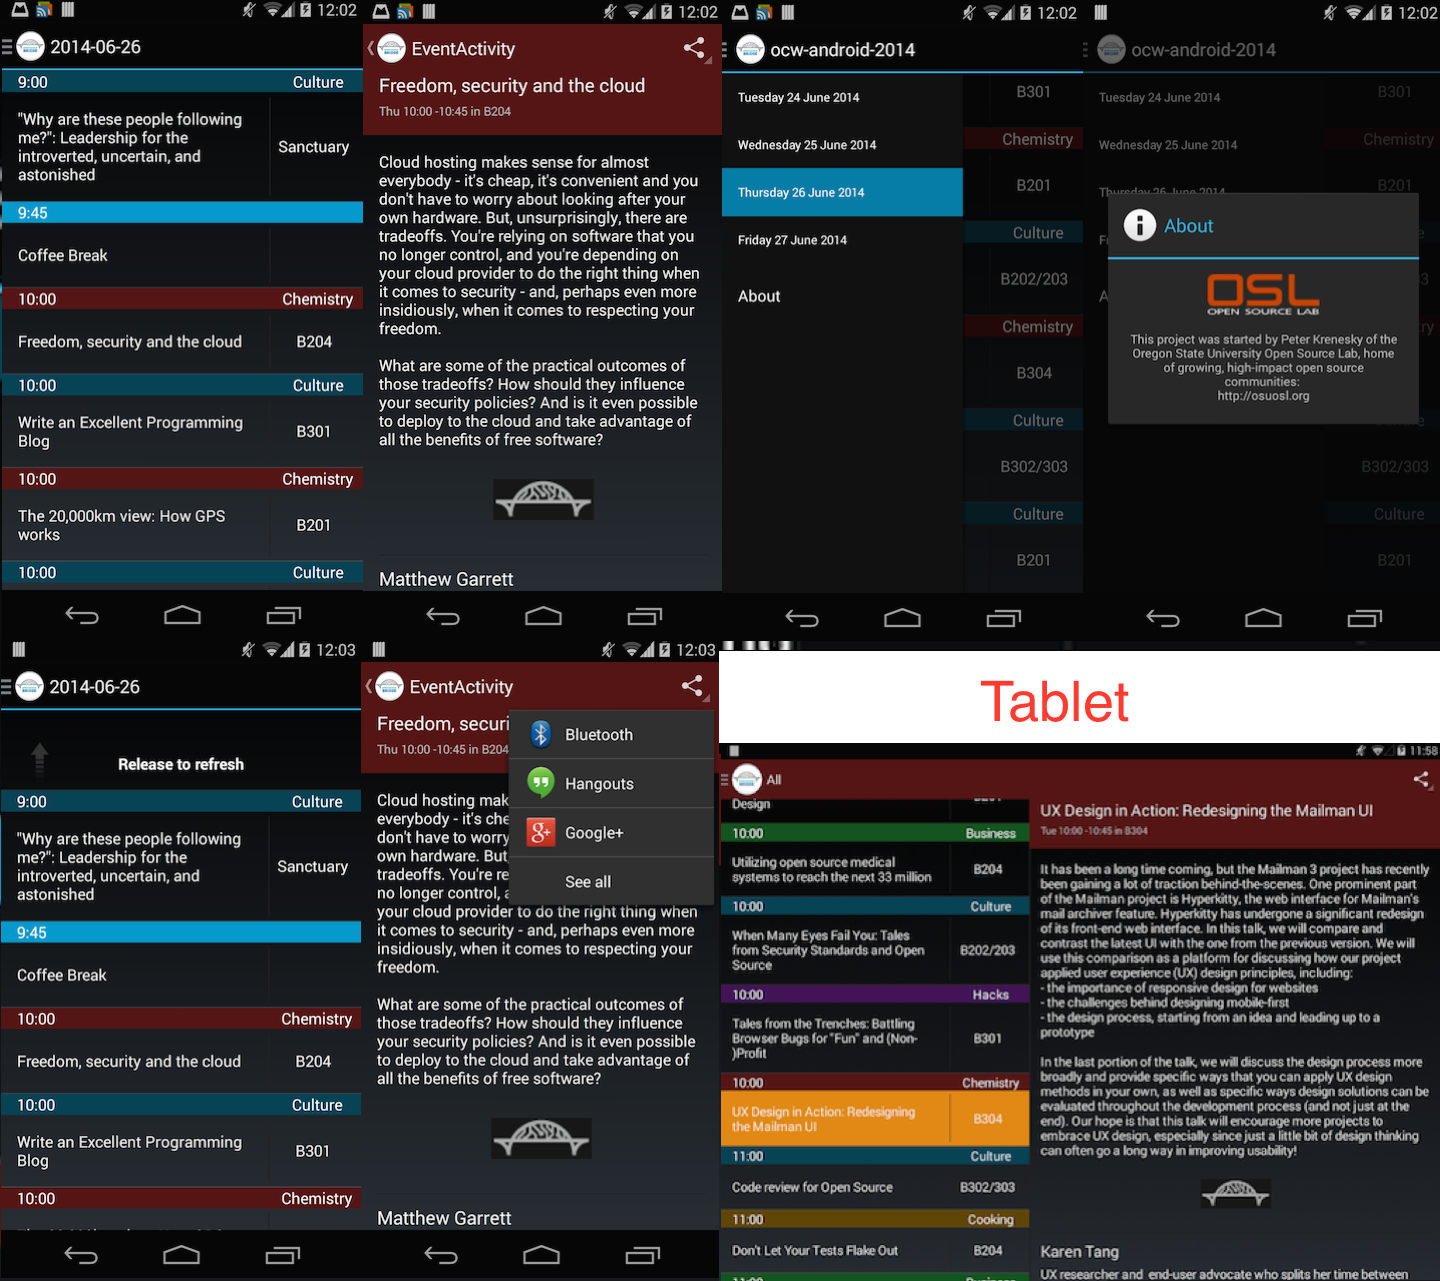 12:02
2014-06-26
9:00 Culture
"Why are these people following
me?": Leadership for the
introverted, uncertain, and
astonished
Sanctuary
9:45
Coffee Break
10:00 Chemistry
Freedom, security and the cloud B204
10:00 Culture
Write an Excellent Programming
Blog
B301
10:00 Chemistry
The 20,000km view: How GPS
works
B201
10:00 Culture
12:02
EventActivity
Freedom, security and the cloud
Thu 10:00 -10:45 in B204
Cloud hosting makes sense for almost
everybody - it's cheap, it's convenient and you
don't have to worry about looking after your
own hardware. But, unsurprisingly, there are
tradeoffs. You're relying on software that you
no longer control, and you're depending on
your cloud provider to do the right thing when
it comes to security - and, perhaps even more
insidiously, when it comes to respecting your
freedom.
What are some of the practical outcomes of
those tradeoffs? How should they influence
your security policies? And is it even possible
to deploy to the cloud and take advantage of
all the benefits of free software?
Matthew Garrett
12:02
ocw-android-2014
Tuesday 24 June 2014
Wednesday 25 June 2014
Thursday 26 June 2014
Friday 27 June 2014
About
B301
Chemistry
B201
Culture
B202/203
Chemistry
B304
Culture
B302/303
Culture
B201
12:02
ocw-android-2014
Tuesday 24 June 2014
Wednesday 25 June 2014
Thursday 26 June 2014
B301
Chemistry
B201
About
OSL
OPEN SOURCE LAB
This project was started by Peter Krenesky of the
Oregon State University Open Source Lab, home
of growing, high-impact open source
communities:
http://osuosl.org
B302/303
Culture
B201
12:03
2014-06-26
Release to refresh
9:00 Culture
"Why are these people following
me?": Leadership for the
introverted, uncertain, and
astonished
Sanctuary
9:45
Coffee Break
10:00 Chemistry
Freedom, security and the cloud B204
10:00 Culture
Write an Excellent Programming
Blog
B301
10:00 Chemistry
12:03
EventActivity
Freedom, securi
Thu 10:00 -10:45 in B204
Bluetooth
Hangouts
Google+
See all
Cloud hosting mak
everybody - it's che
don't have to worry
own hardware. But
tradeoffs. You're re
no longer control, a
your cloud provider to do the right thing when
it comes to security - and, perhaps even more
insidiously, when it comes to respecting your
freedom.
What are some of the practical outcomes of
those tradeoffs? How should they influence
your security policies? And is it even possible
to deploy to the cloud and take advantage of
all the benefits of free software?
Matthew Garrett
Tablet
11:58
All
Design
10:00 Business
Utilizing open source medical
systems to reach the next 33 million
B204
10:00 Culture
When Many Eyes Fail You: Tales
from Security Standards and Open
Source
B202/203
10:00 Hacks
Tales from the Trenches: Battling
Browser Bugs for "Fun" and (Non-
)Profit
B301
10:00 Chemistry
UX Design in Action: Redesigning
the Mailman UI
B304
11:00 Culture
Code review for Open Source B302/303
11:00 Cooking
Don't Let Your Tests Flake Out B204
11:00 Business
UX Design in Action: Redesigning the Mailman UI
Tue 10:00 -10:45 in B304
It has been a long time coming, but the Mailman 3 project has recently
been gaining a lot of traction behind-the-scenes. One prominent part
of the Mailman project is Hyperkitty, the web interface for Mailman's
mail archiver feature. Hyperkitty has undergone a significant redesign
of its front-end web interface. In this talk, we will compare and
contrast the latest UI with the one from the previous version. We will
use this comparison as a platform for discussing how our project
applied user experience (UX) design principles, including:
- the importance of responsive design for websites
- the challenges behind designing mobile-first
- the design process, starting from an idea and leading up to a
prototype
In the last portion of the talk, we will discuss the design process more
broadly and provide specific ways that you can apply UX design
methods in your own, as well as specific ways design solutions can be
evaluated throughout the development process (and not just at the
end). Our hope is that this talk will encourage more projects to
embrace UX design, especially since just a little bit of design thinking
can often go a long way in improving usability!
Karen Tang
UX researcher and end-user advocate who splits her time between